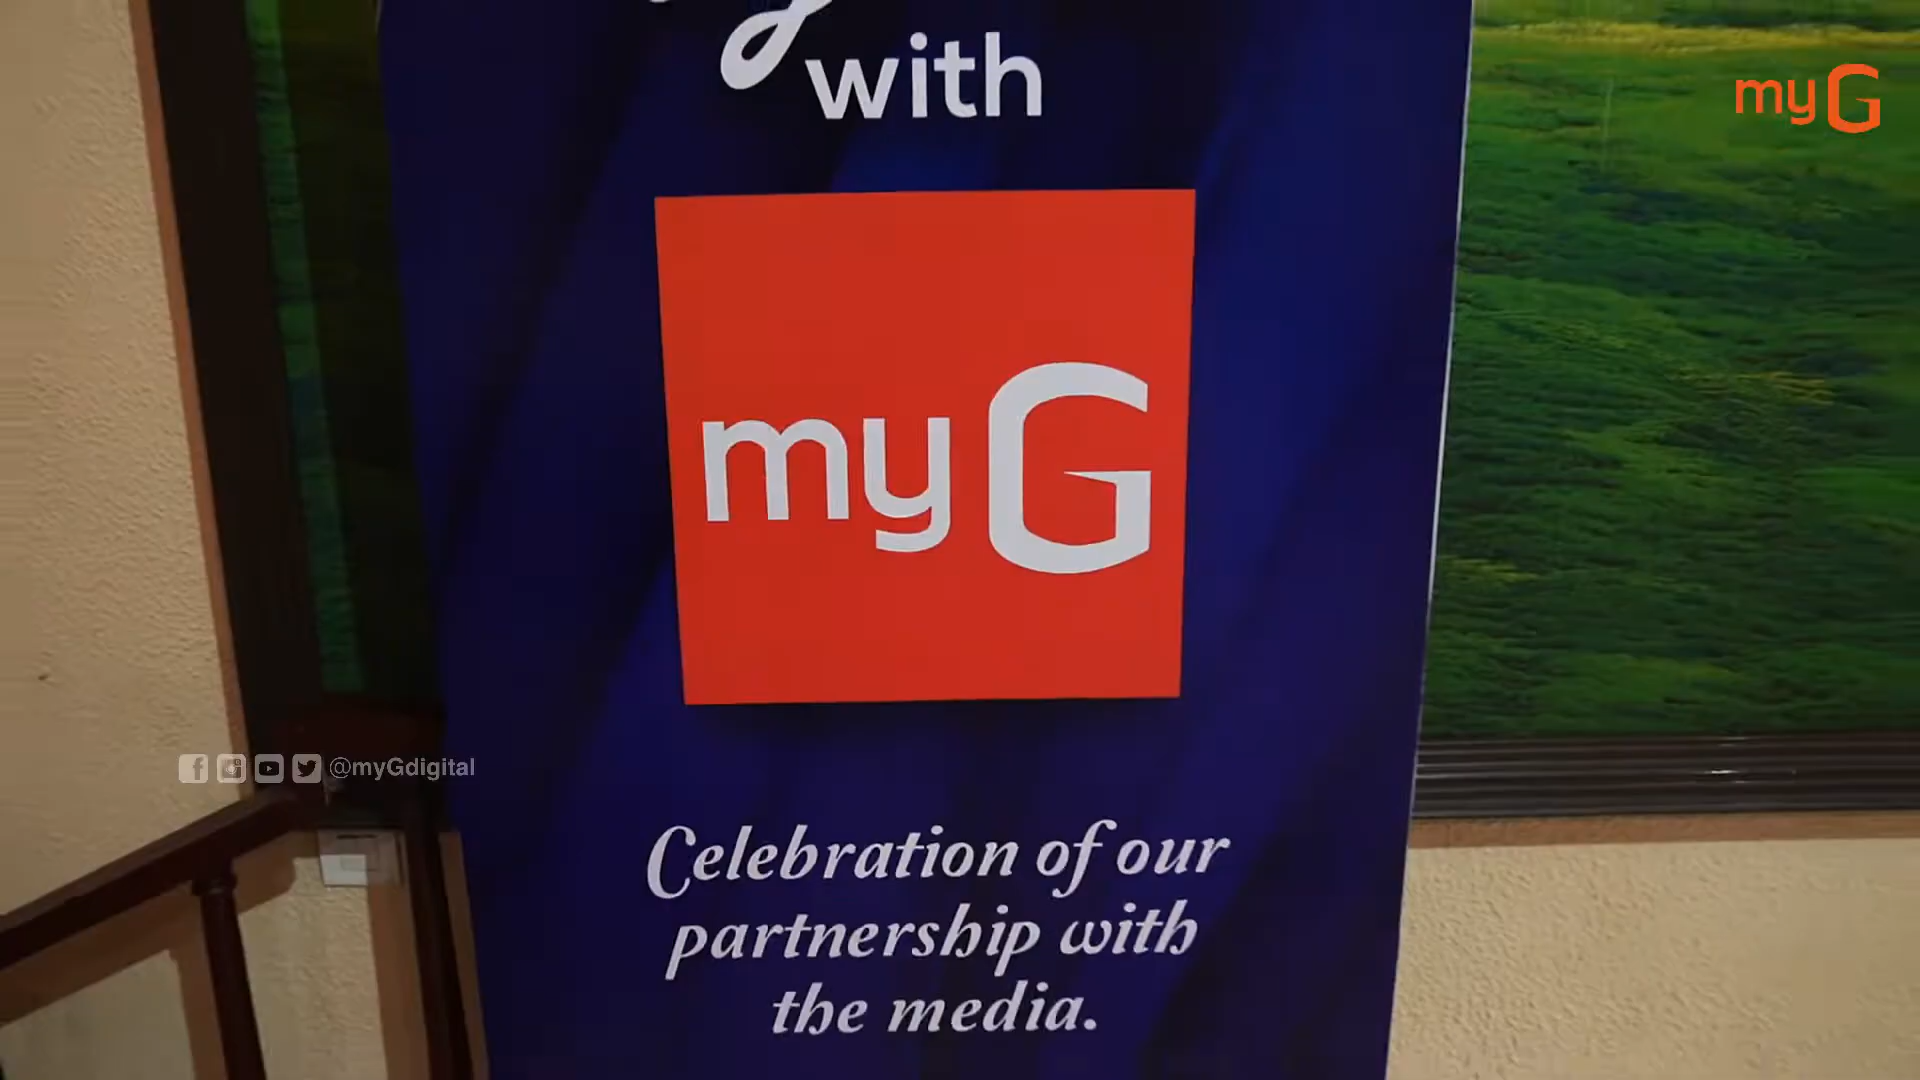 with
myG
myG
@myGdigital
Celebration of our
partnership with
the media.